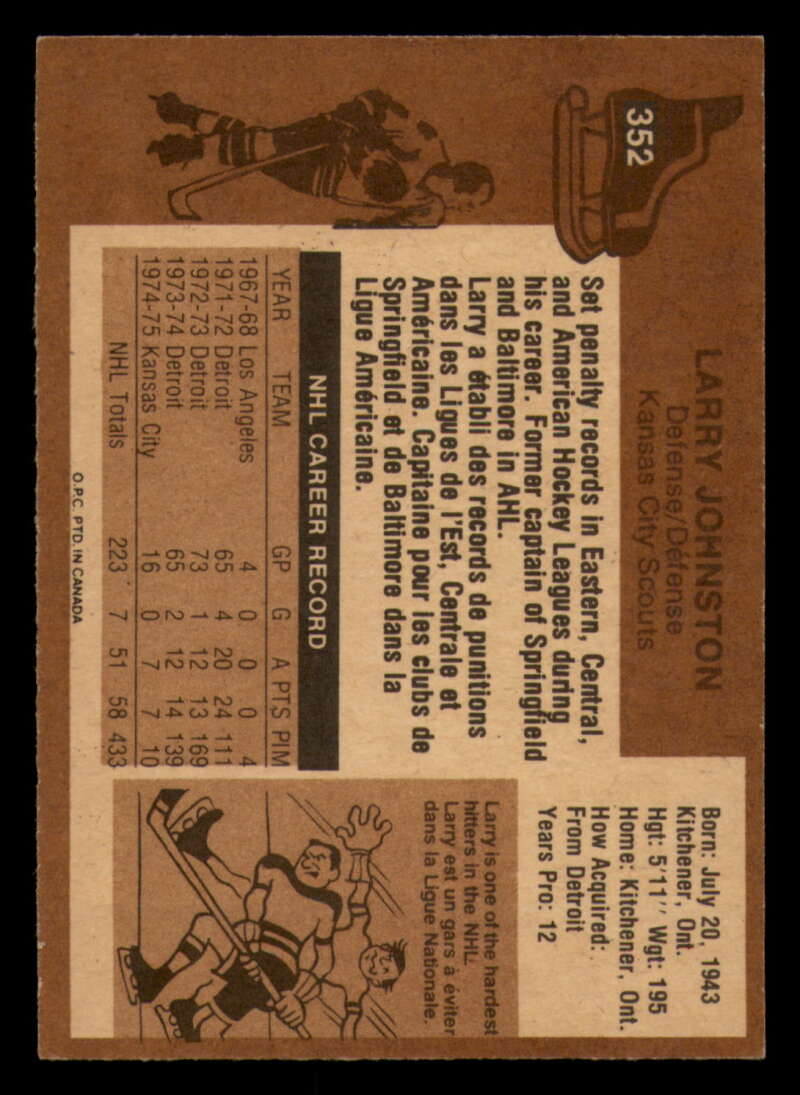 352
LARRY JOHNSTON
Defense/Défense
Kansas City Scouts
Born: July 20, 1943
Kitchener, Ont.
Hgt: 5'11'' Wgt: 195
Home: Kitchener, Ont.
How Acquired:
From Detroit
Years Pro: 12
Set penalty records in Eastern, Central,
and American Hockey Leagues during
his career. Former captain of Springfield
and Baltimore in AHL.
Larry a établi des records de punitions
dans les Ligues de l'Est, Centrale et
Américaine. Capitaine pour les clubs de
Springfield et de Baltimore dans la
Ligue Américaine.
NHL CAREER RECORD
YEAR TEAM GP G A PTS PIM
1967-68 Los Angeles 4 0 0 0 4
1971-72 Detroit 65 4 20 24 111
1972-73 Detroit 73 1 12 13 169
1973-74 Detroit 65 2 12 14 139
1974-75 Kansas City 16 0 7 7 10
NHL Totals 223 7 51 58 433
Larry is one of the hardest
hitters in the NHL.
Larry est un gars à éviter
dans la Ligue Nationale.
O.P.C. PTD. IN CANADA